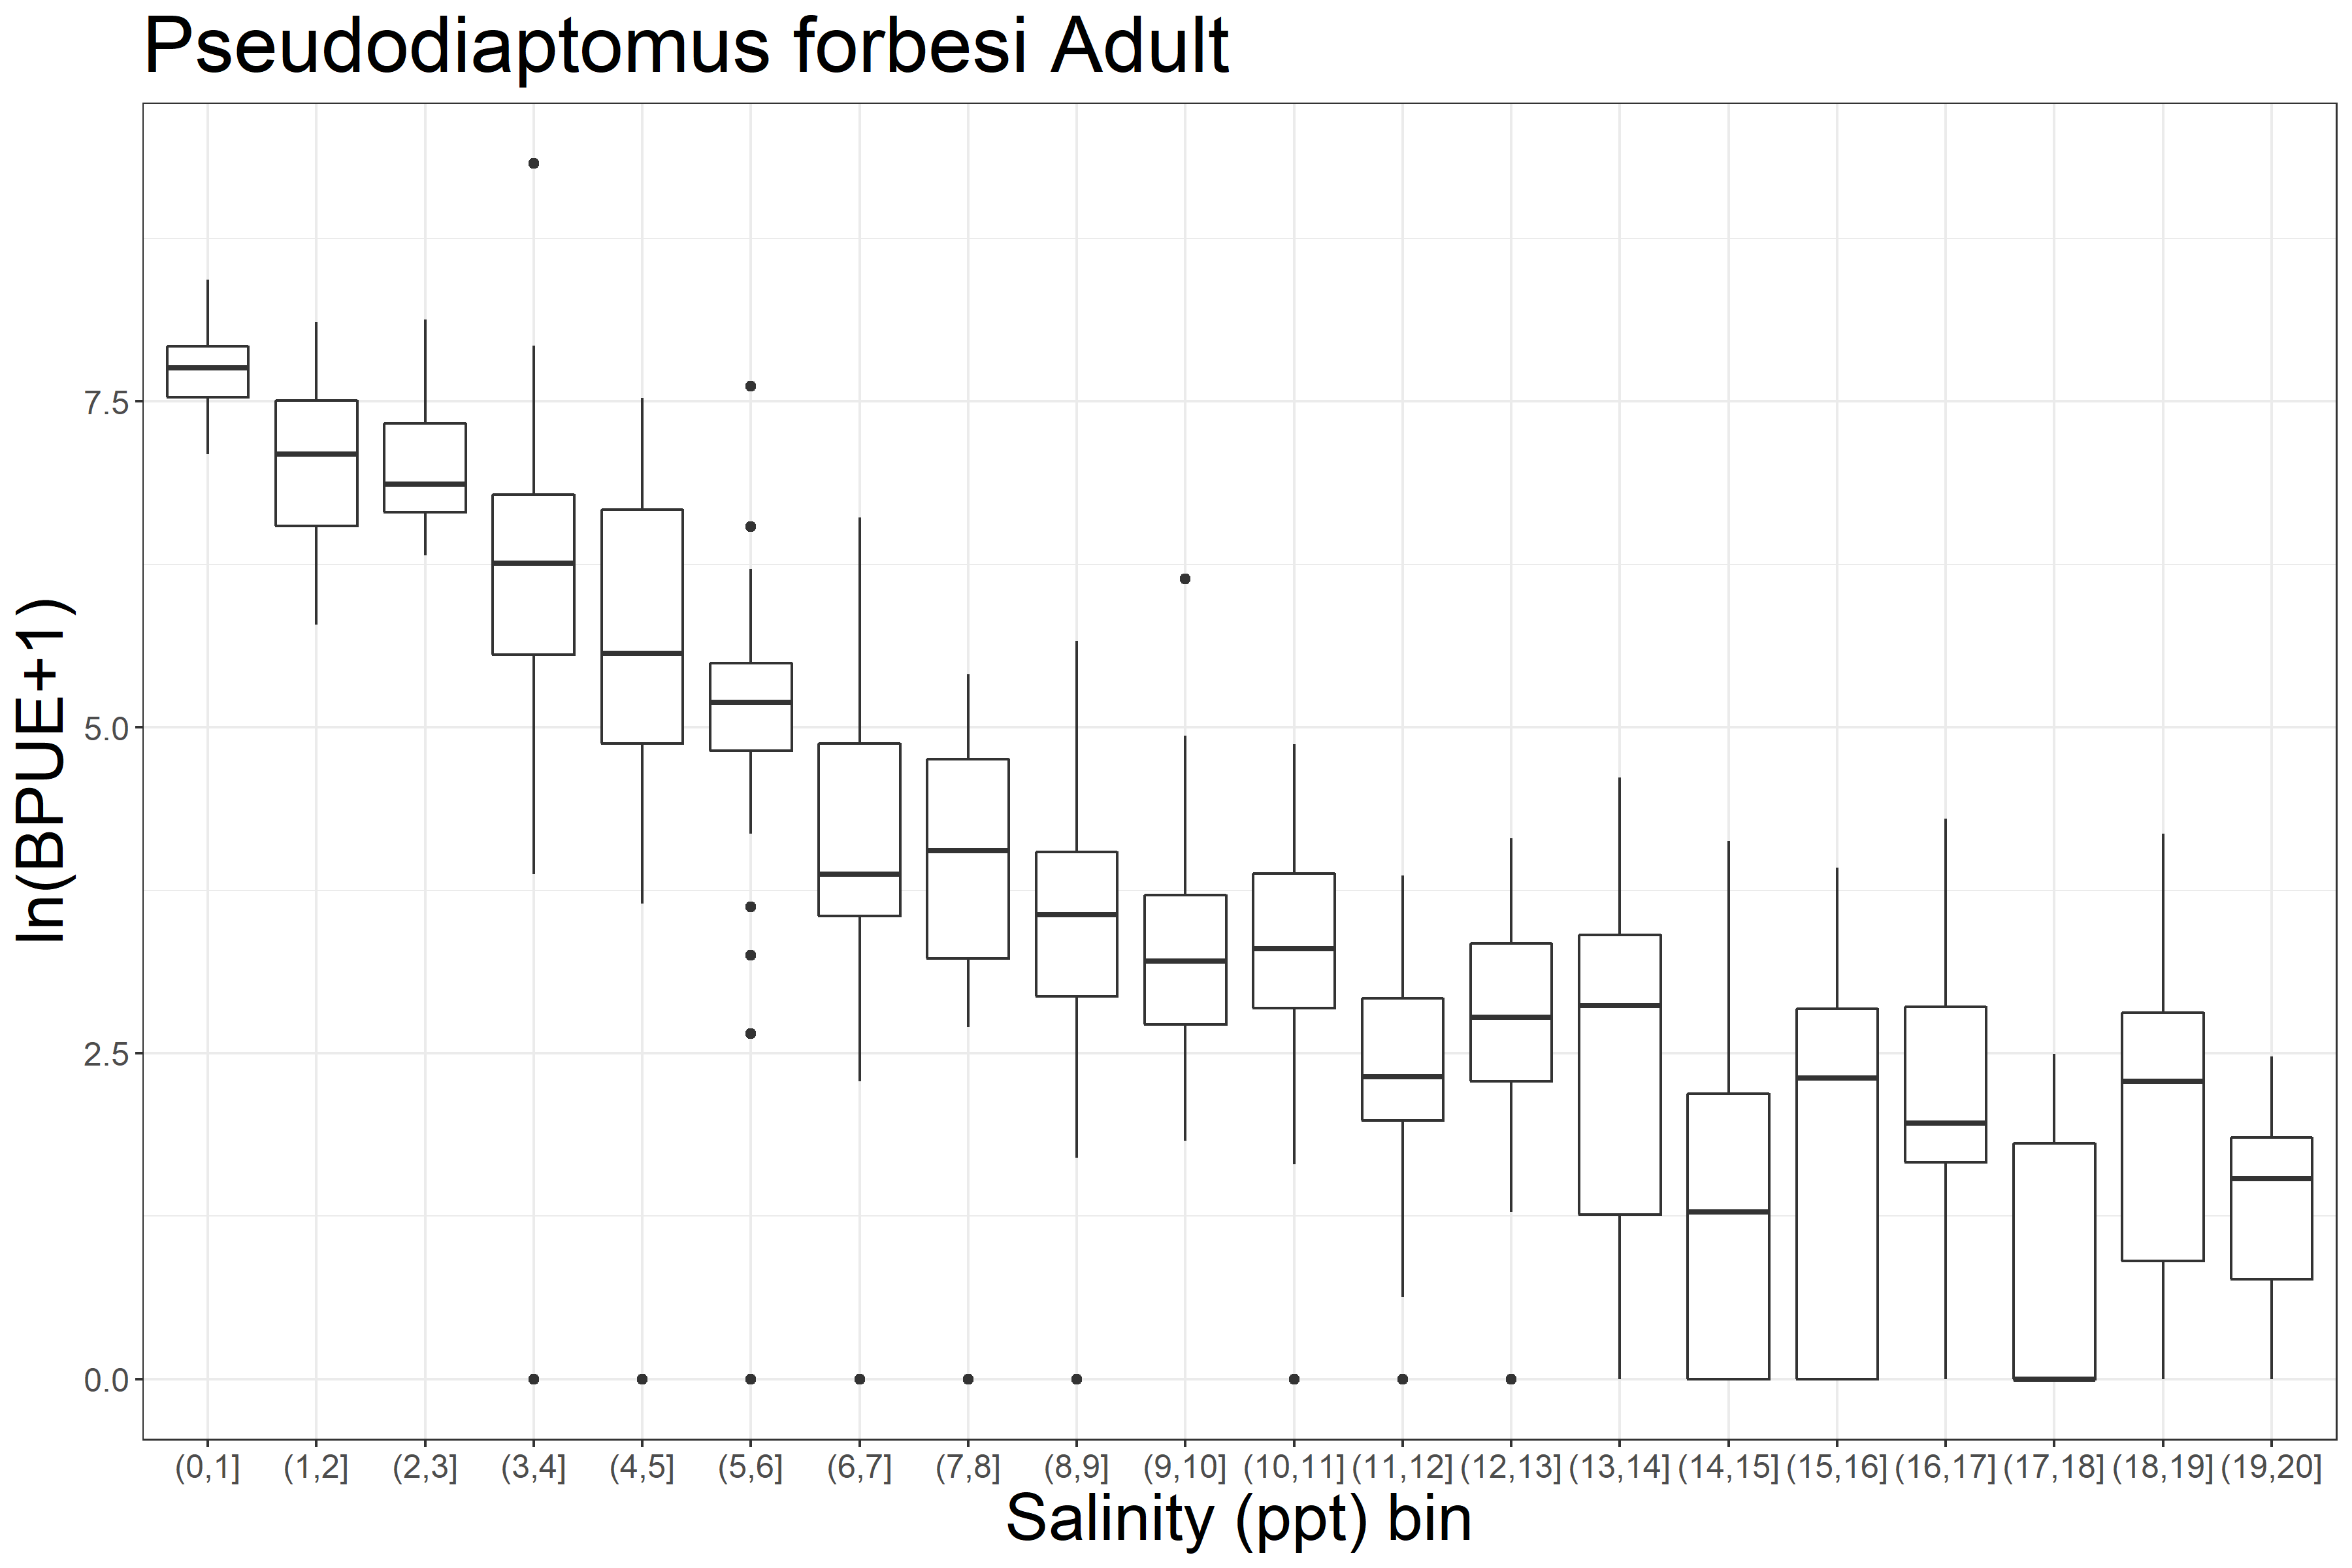 Pseudodiaptomus forbesi Adult
ln(BPUE+1)
7.5
5.0
2.5
0.0
(0,1] (1,2] (2,3] (3,4] (4,5] (5,6] (6,7] (7,8] (8,9] (9,10] (10,11] (11,12] (12,13] (13,14] (14,15] (15,16] (16,17] (17,18] (18,19] (19,20]
Salinity (ppt) bin